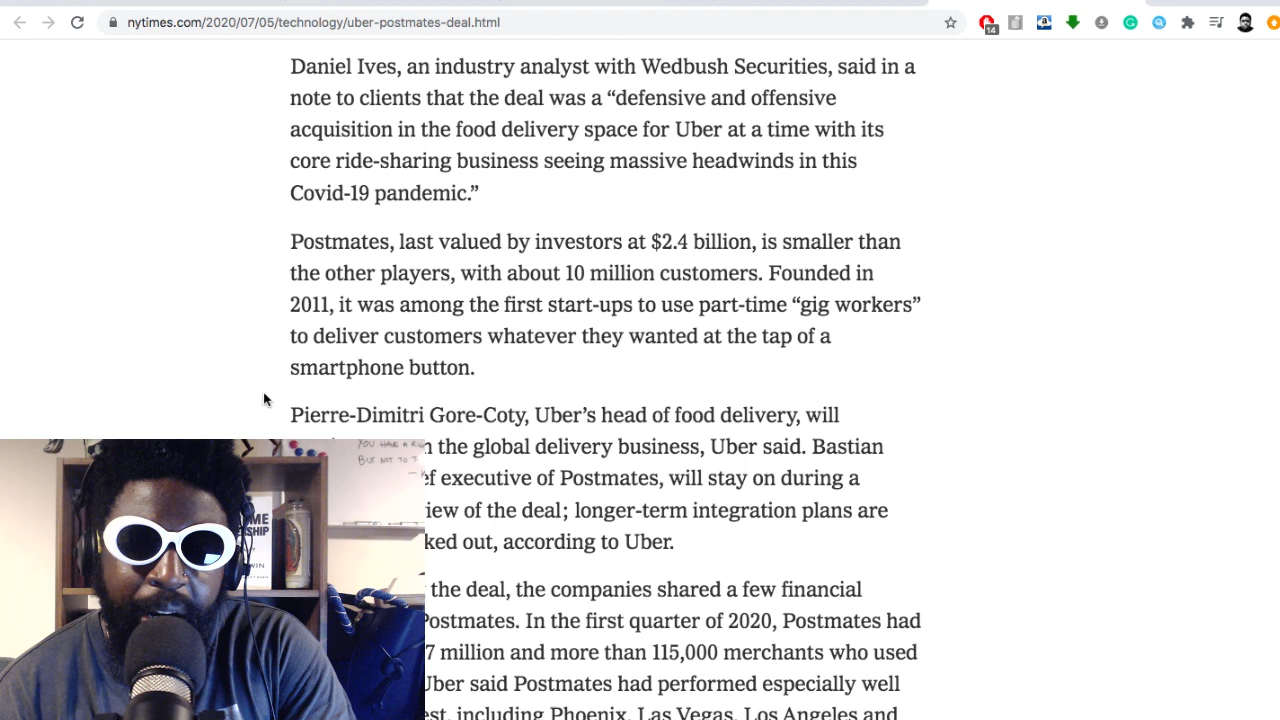 nytimes.com/2020/07/05/technology/uber-postmates-deal.html
14
Daniel Ives, an industry analyst with Wedbush Securities, said in a
note to clients that the deal was a “defensive and offensive
acquisition in the food delivery space for Uber at a time with its
core ride-sharing business seeing massive headwinds in this
Covid-19 pandemic.”
Postmates, last valued by investors at $2.4 billion, is smaller than
the other players, with about 10 million customers. Founded in
2011, it was among the first start-ups to use part-time “gig workers”
to deliver customers whatever they wanted at the tap of a
smartphone button.
Pierre-Dimitri Gore-Coty, Uber’s head of food delivery, will
the global delivery business, Uber said. Bastian
executive of Postmates, will stay on during a
of the deal; longer-term integration plans are
out, according to Uber.
the deal, the companies shared a few financial
Postmates. In the first quarter of 2020, Postmates had
7 million and more than 115,000 merchants who used
Uber said Postmates had performed especially well
including Phoenix, Las Vegas, Los Angeles and
YOU HAVE A
BUT NOT TO
WIN